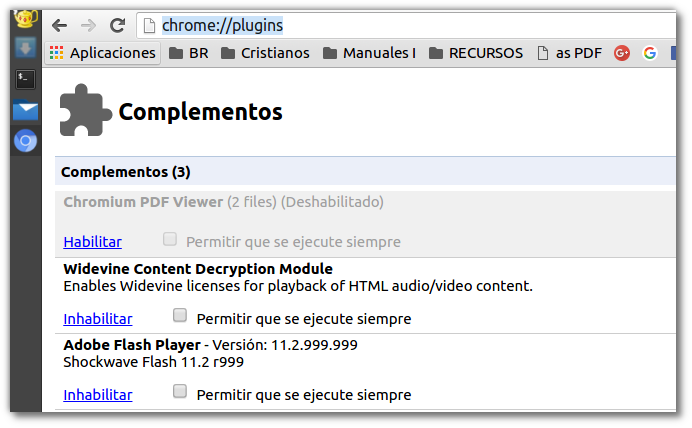 chrome://plugins
Aplicaciones BR Cristianos Manuales I RECURSOS as PDF
Complementos
Complementos (3)
Chromium PDF Viewer (2 files) (Deshabilitado)
Habilitar Permitir que se ejecute siempre
Widevine Content Decryption Module
Enables Widevine licenses for playback of HTML audio/video content.
Inhabilitar Permitir que se ejecute siempre
Adobe Flash Player - Versión: 11.2.999.999
Shockwave Flash 11.2 r999
Inhabilitar Permitir que se ejecute siempre